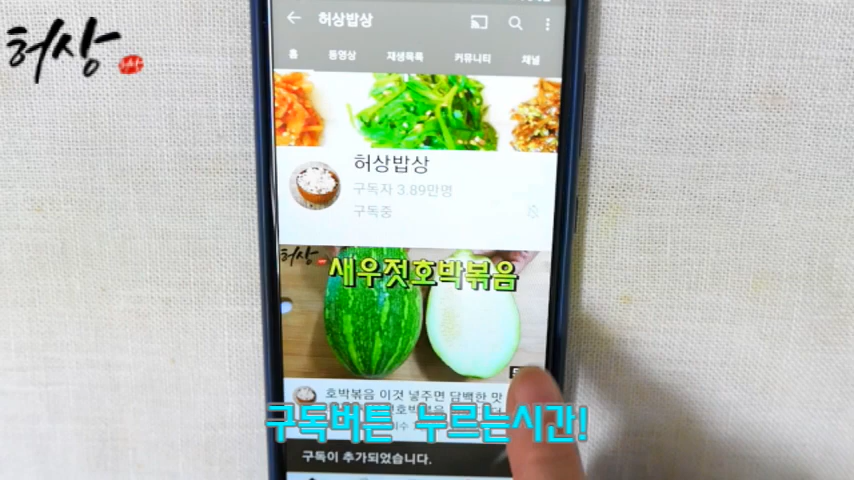 허상
허상밥상
홈 동영상 재생목록 커뮤니티 채널
허상밥상
구독자 3.89만명
구독중
허상
새우젓호박볶음
호박볶음 이것 넣주면 담백한 맛
구독버튼 누르는시간!
구독이 추가되었습니다.